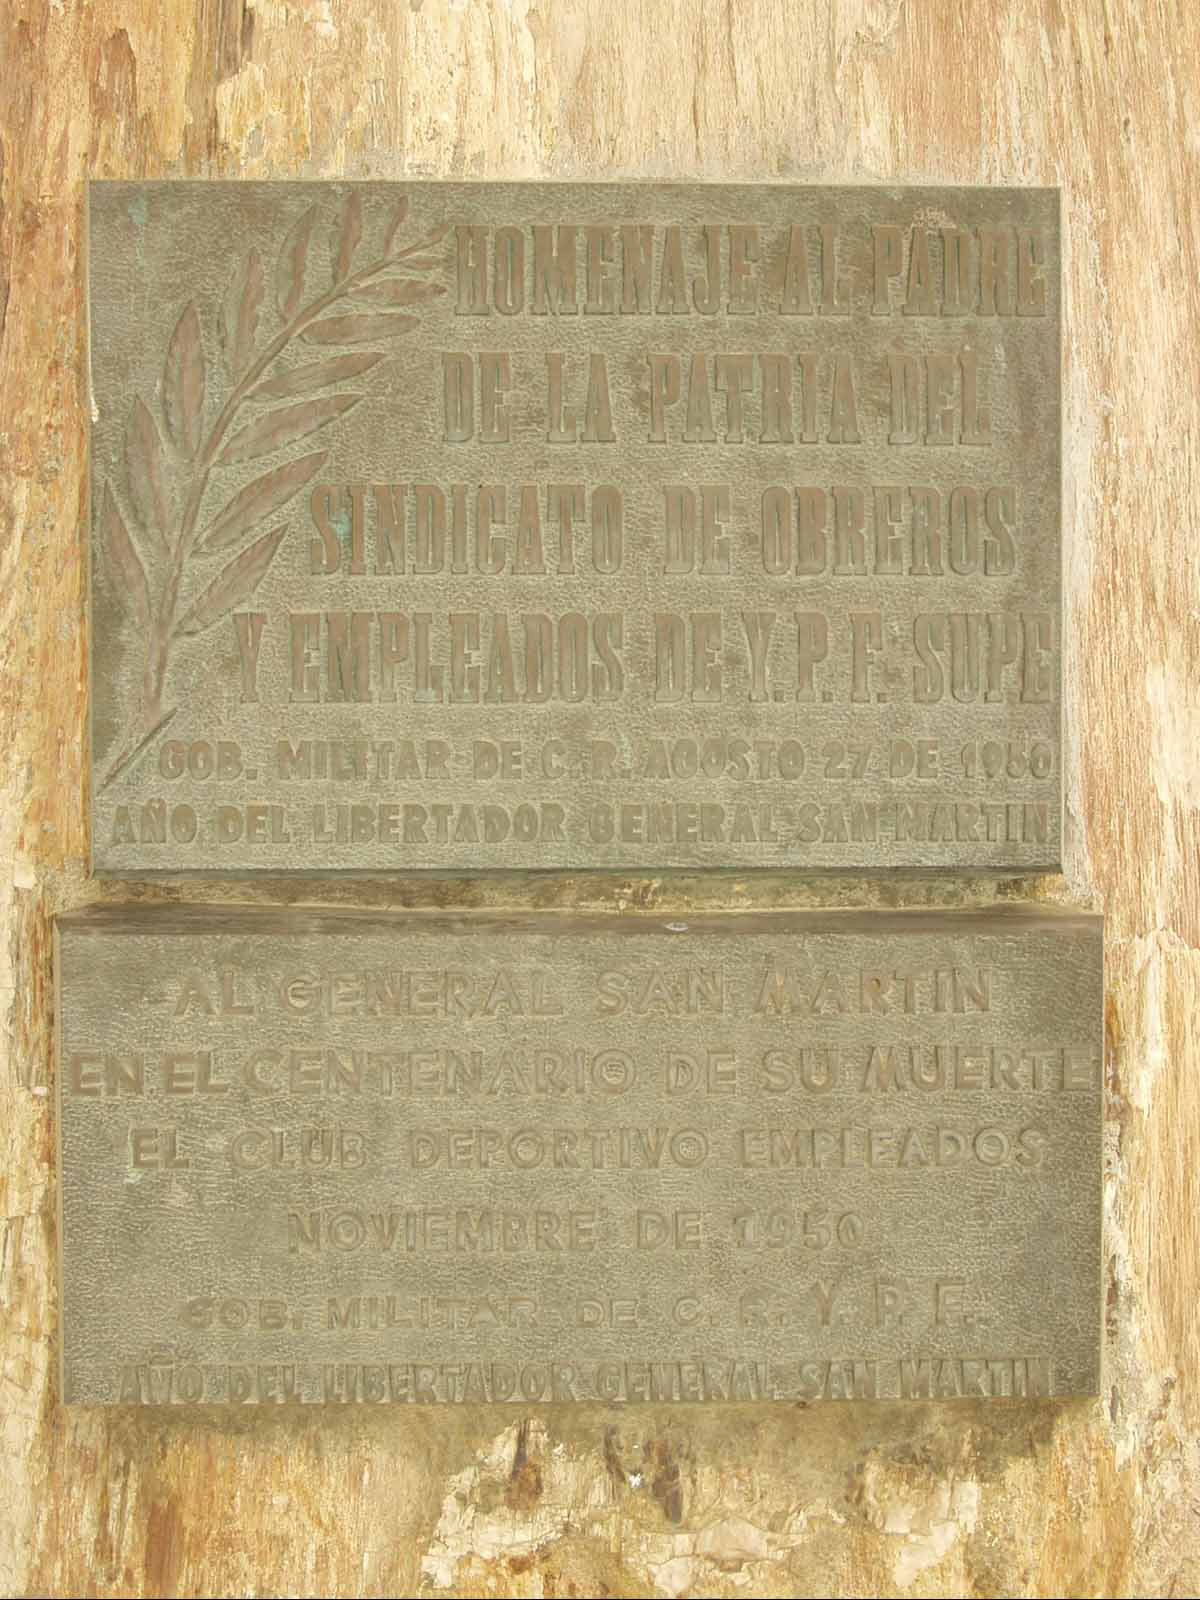 HOMENAJE AL PADRE
DE LA PATRIA DEL
SINDICATO DE OBREROS
Y EMPLEADOS DE Y.P.F. SUPE
GOB. MILITAR DE C.R. AGOSTO 27 DE 1950
AÑO DEL LIBERTADOR GENERAL SAN MARTIN
AL GENERAL SAN MARTIN
EN EL CENTENARIO DE SU MUERTE
EL CLUB DEPORTIVO EMPLEADOS
NOVIEMBRE DE 1950
GOB. MILITAR DE C. R. Y. P. F.
AÑO DEL LIBERTADOR GENERAL SAN MARTIN